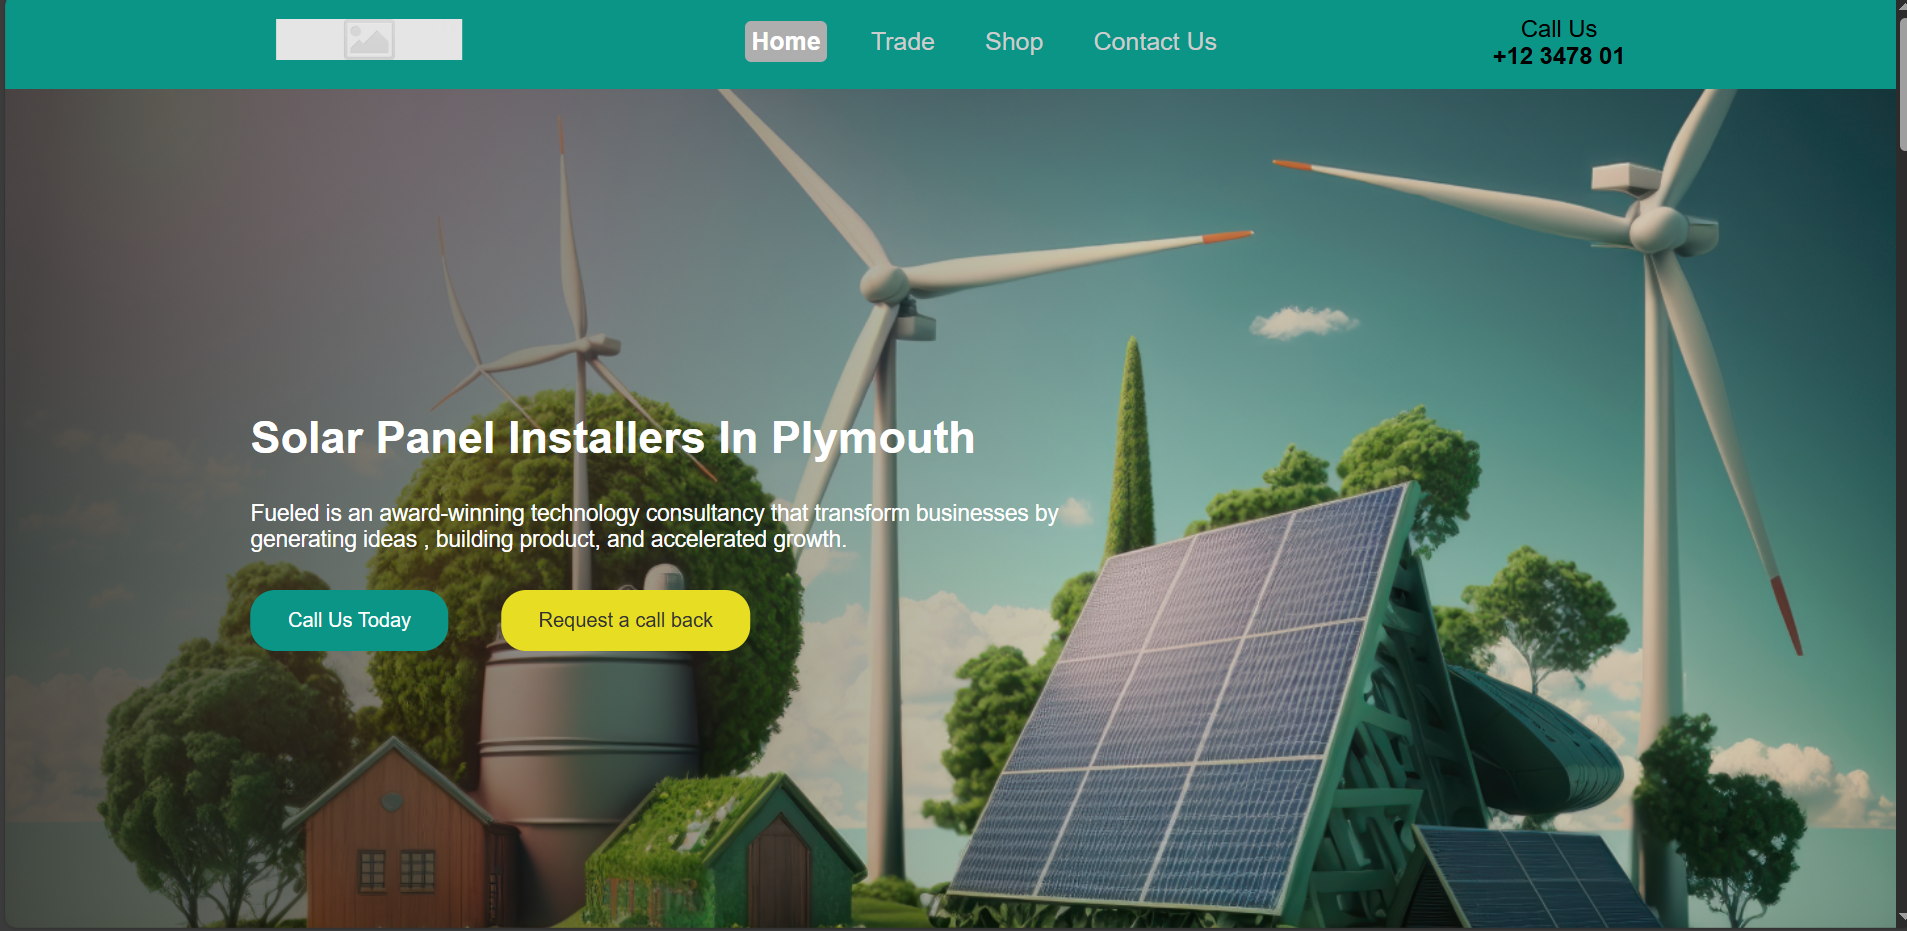 Home
Trade
Shop
Contact Us
Call Us
+12 3478 01
Solar Panel Installers In Plymouth
Fueled is an award-winning technology consultancy that transform businesses by
generating ideas , building product, and accelerated growth.
Call Us Today
Request a call back